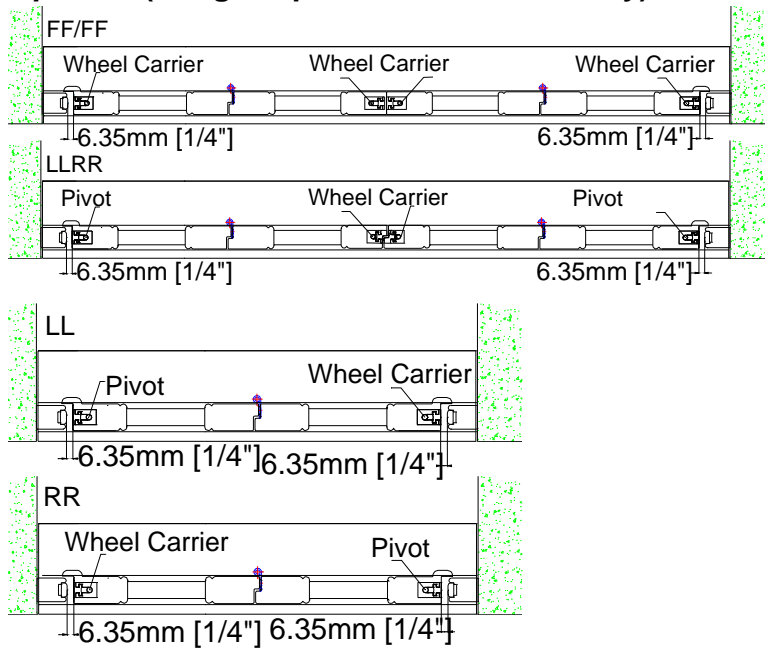 FF/FF
Wheel Carrier Wheel Carrier Wheel Carrier
6.35mm [1/4"] 6.35mm [1/4"]
LLRR
Pivot Wheel Carrier Pivot
6.35mm [1/4"] 6.35mm [1/4"]
LL
Pivot Wheel Carrier
6.35mm [1/4"] 6.35mm [1/4"]
RR
Wheel Carrier Pivot
6.35mm [1/4"] 6.35mm [1/4"]